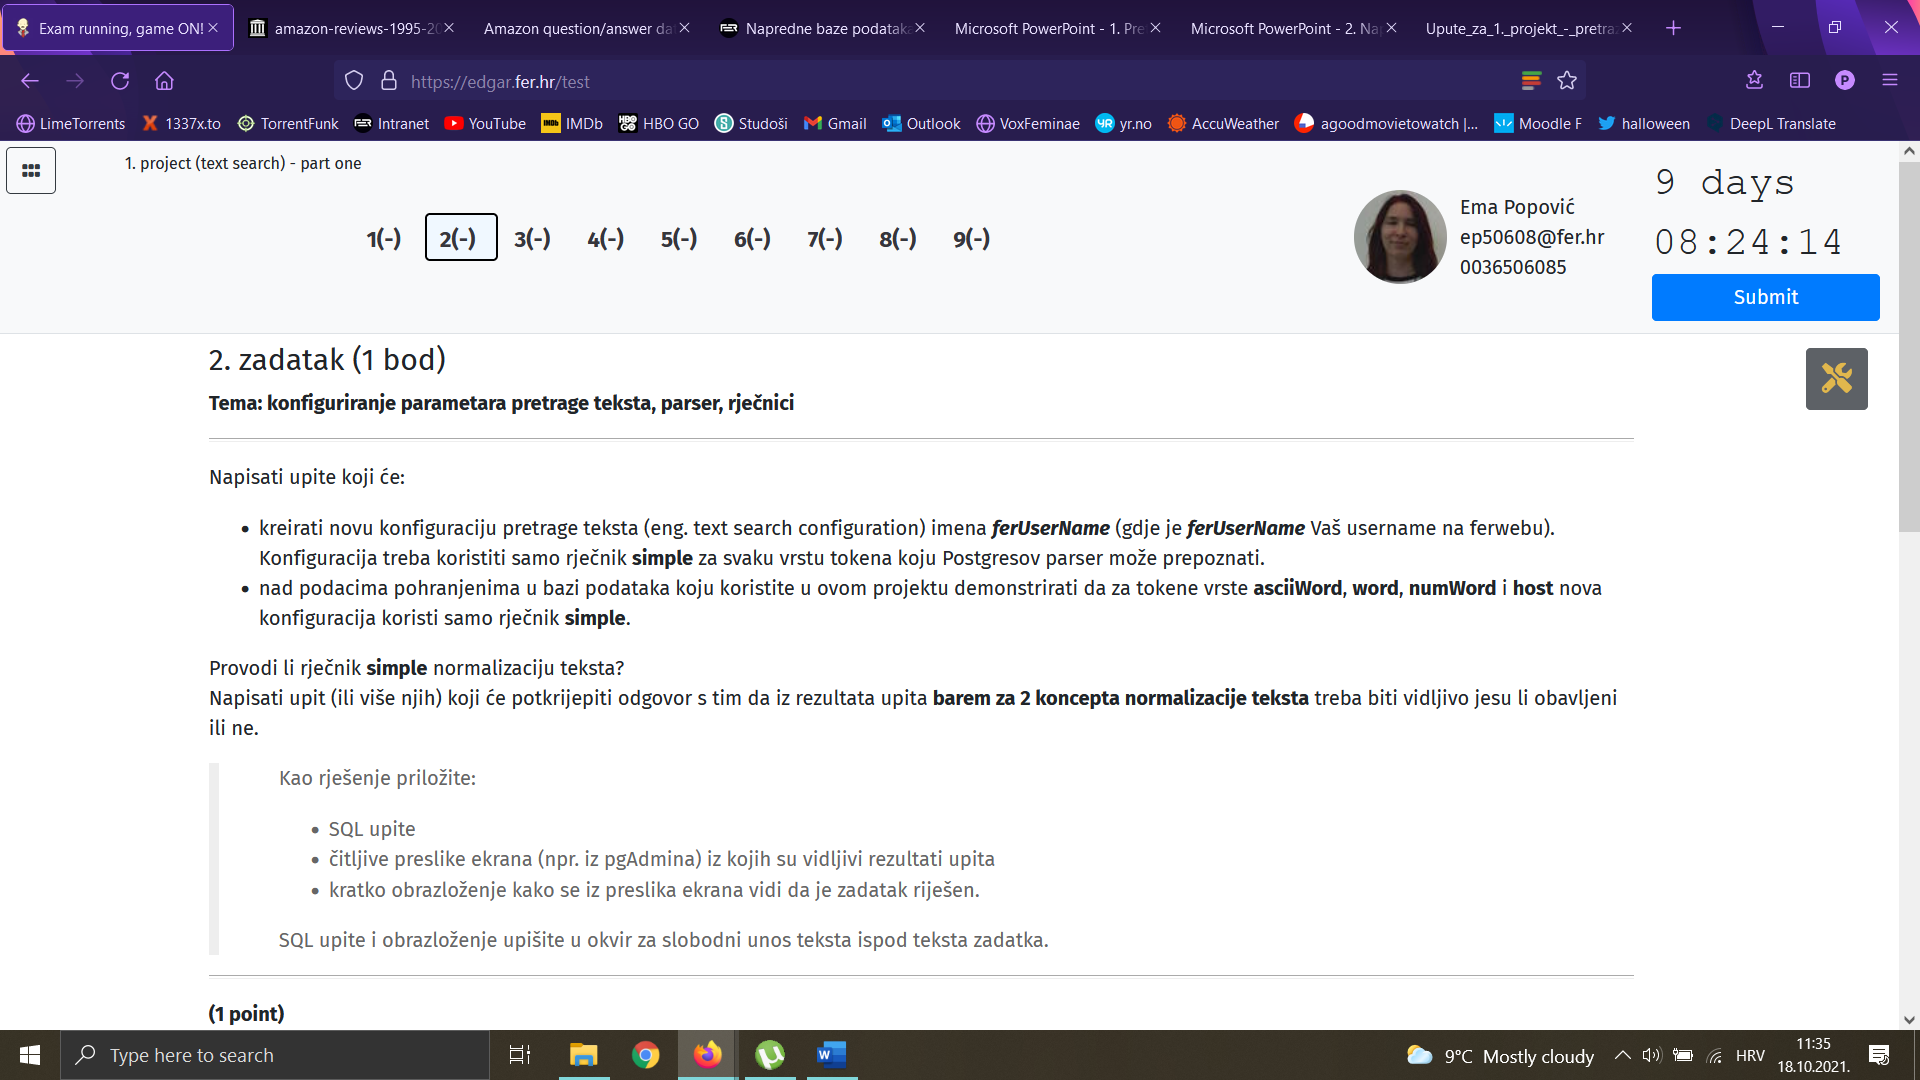 Exam running, game ON!
amazon-reviews-1995-20
Amazon question/answer da
Napredne baze podataka
Microsoft PowerPoint - 1. Pre
Microsoft PowerPoint - 2. Nap
Upute_za_1._projekt_-_pretra
https://edgar.fer.hr/test
LimeTorrents
1337x.to
TorrentFunk
Intranet
YouTube
IMDb
HBO GO
Studoši
Gmail
Outlook
VoxFeminae
yr.no
AccuWeather
agoodmovietowatch |...
Moodle F
halloween
DeepL Translate
1. project (text search) - part one
1(-) 2(-) 3(-) 4(-) 5(-) 6(-) 7(-) 8(-) 9(-)
Ema Popović
ep50608@fer.hr
0036506085
9 days
08:24:14
Submit
2. zadatak (1 bod)
Tema: konfiguriranje parametara pretrage teksta, parser, rječnici
Napisati upite koji će:
• kreirati novu konfiguraciju pretrage teksta (eng. text search configuration) imena ferUserName (gdje je ferUserName Vaš username na ferwebu).
Konfiguracija treba koristiti samo rječnik simple za svaku vrstu tokena koju Postgresov parser može prepoznati.
• nad podacima pohranjenima u bazi podataka koju koristite u ovom projektu demonstrirati da za tokene vrste asciiWord, word, numWord i host nova
konfiguracija koristi samo rječnik simple.
Provodi li rječnik simple normalizaciju teksta?
Napisati upit (ili više njih) koji će potkrijepiti odgovor s tim da iz rezultata upita barem za 2 koncepta normalizacije teksta treba biti vidljivo jesu li obavljeni
ili ne.
Kao rješenje priložite:
• SQL upite
• čitljive preslike ekrana (npr. iz pgAdmina) iz kojih su vidljivi rezultati upita
• kratko obrazloženje kako se iz preslika ekrana vidi da je zadatak riješen.
SQL upite i obrazloženje upišite u okvir za slobodni unos teksta ispod teksta zadatka.
(1 point)
Type here to search
9°C Mostly cloudy
HRV
11:35
18.10.2021.